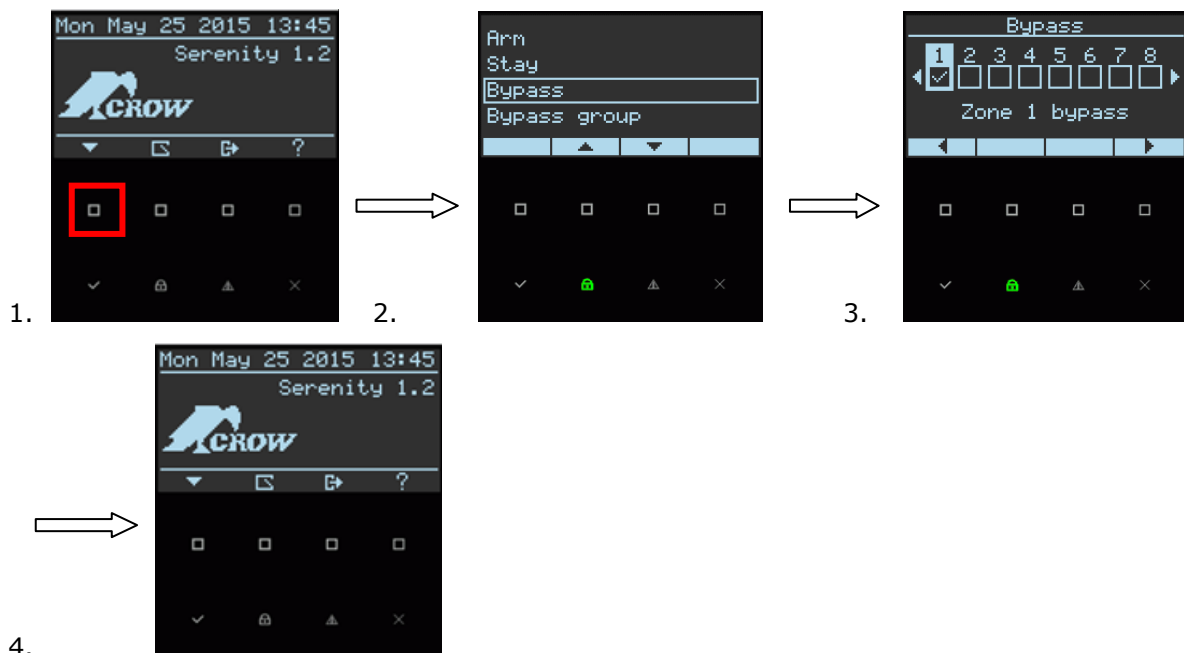 Mon May 25 2015 13:45
Serenity 1.2
CROW
?
1.
Arn
Stay
Bypass
Bypass group
2.
Bypass
1 2 3 4 5 6 7 8
Zone 1 bypass
3.
Mon May 25 2015 13:45
Serenity 1.2
CROW
?
4.